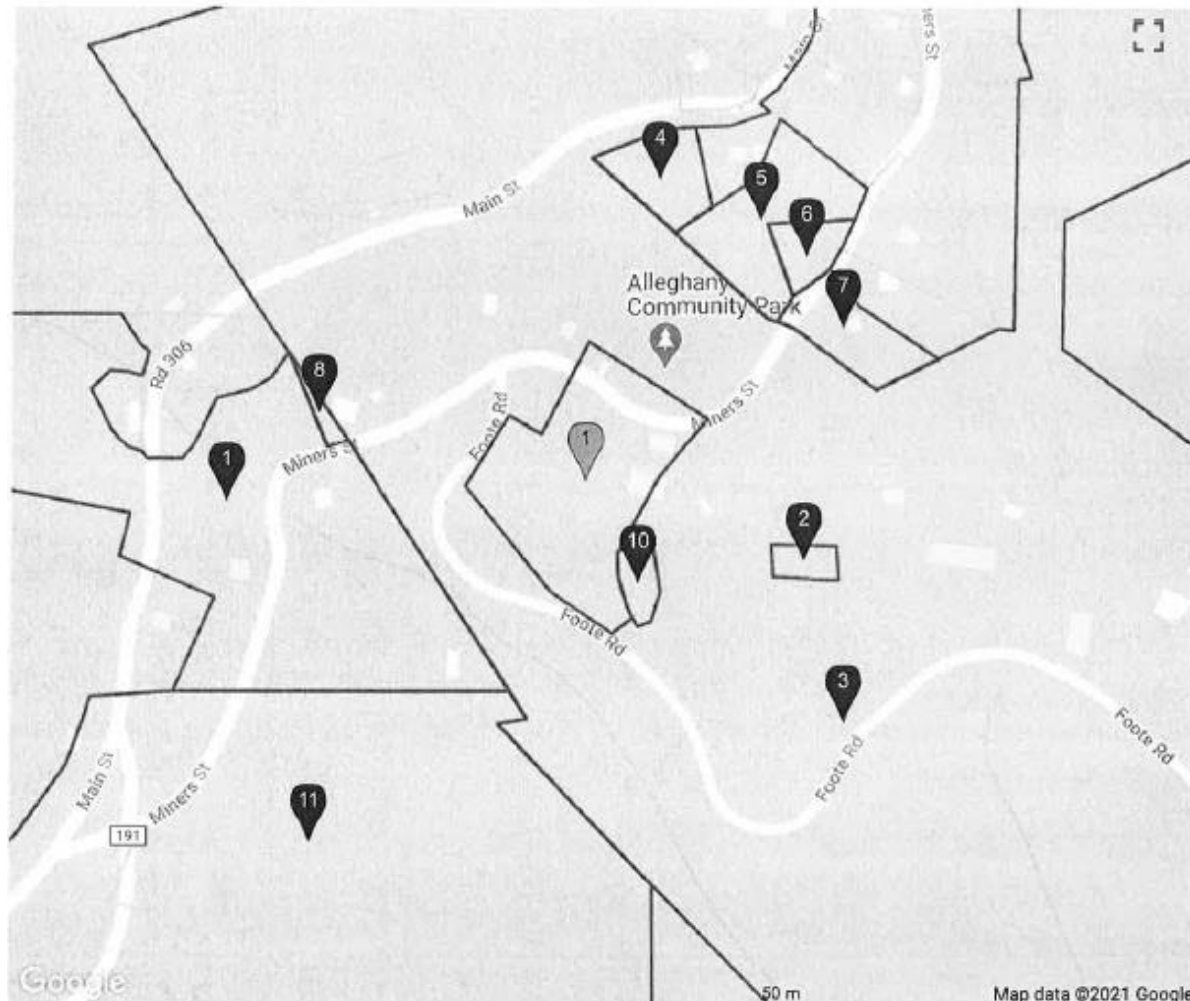 Main St
Miners St
4
5
6
7
Main St
Alleghany
Community Park
Rd 306
8
Miners St
Foote Rd
1
1
Miners St
2
10
Foote Rd
3
Foote Rd
Foote Rd
Main St
Miners St
11
191
Google
50 m
Map data ©2021 Google